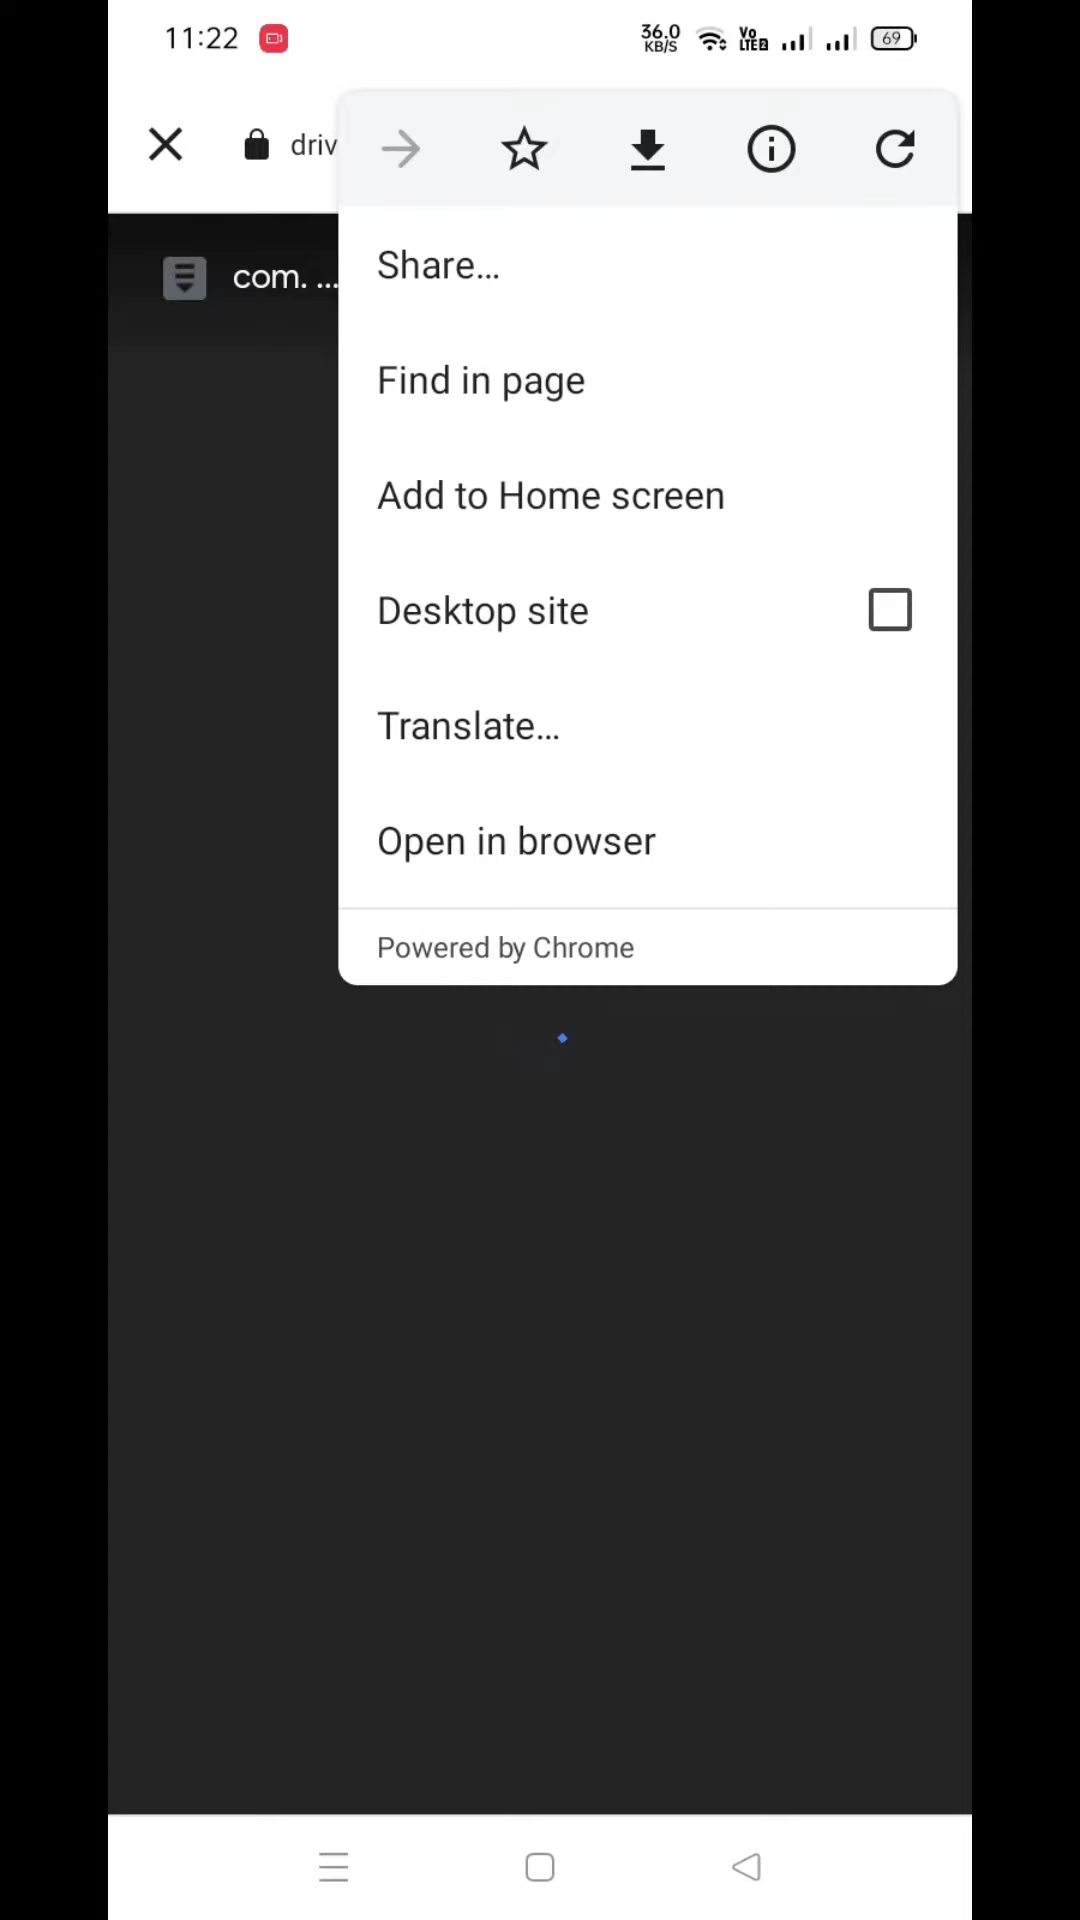 11:22
36.0
KB/S
Vo
LTE2
69
driv
com. ...
Share...
Find in page
Add to Home screen
Desktop site
Translate...
Open in browser
Powered by Chrome